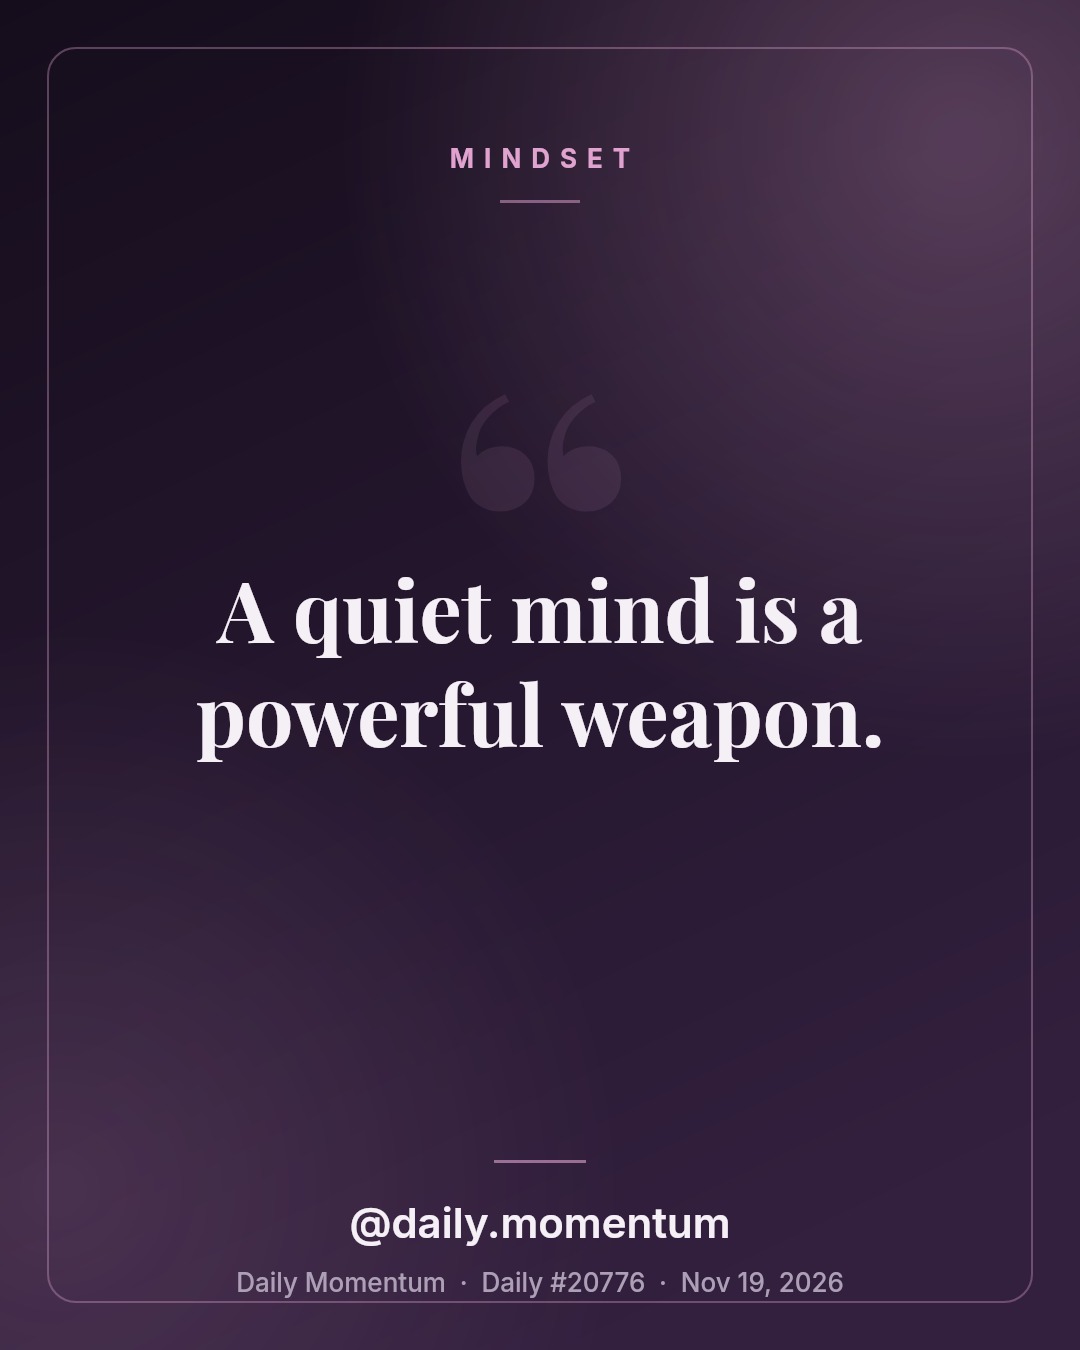 MINDSET
“
A quiet mind is a
powerful weapon.
@daily.momentum
Daily Momentum · Daily #20776 · Nov 19, 2026